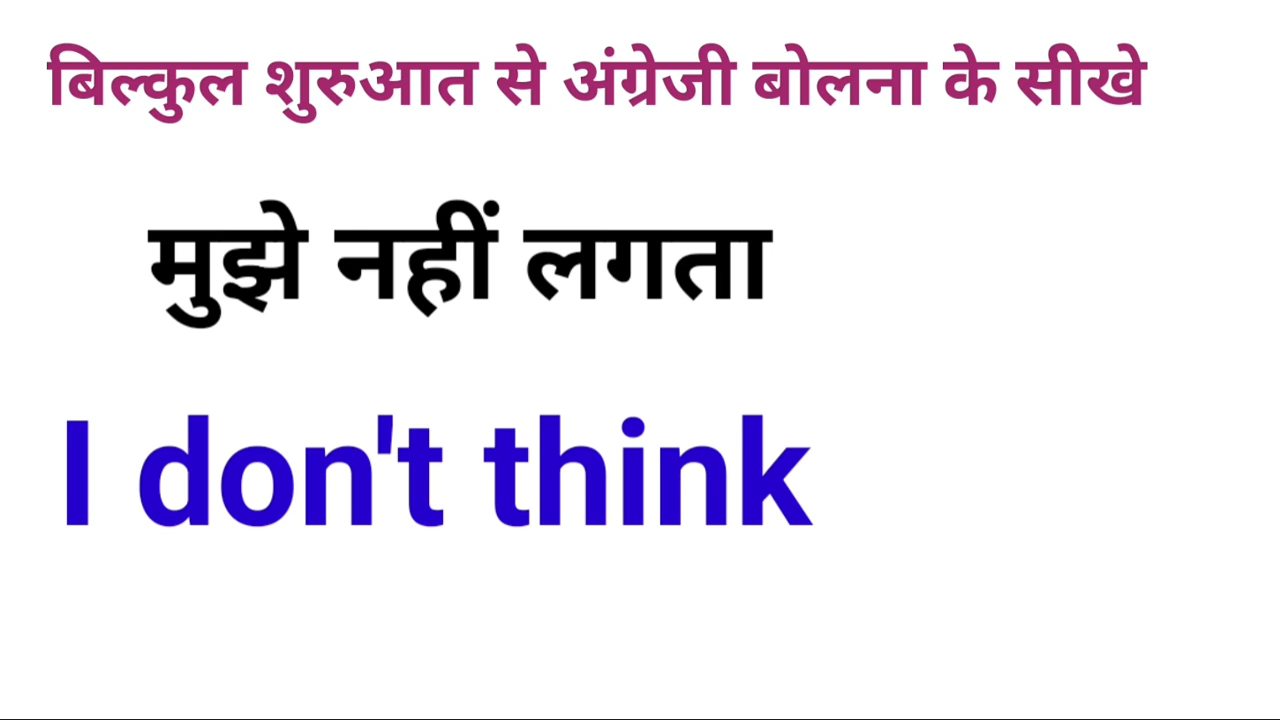 बिल्कुल शुरुआत से अंग्रेजी बोलना के सीखे
मुझे नहीं लगता
I don't think